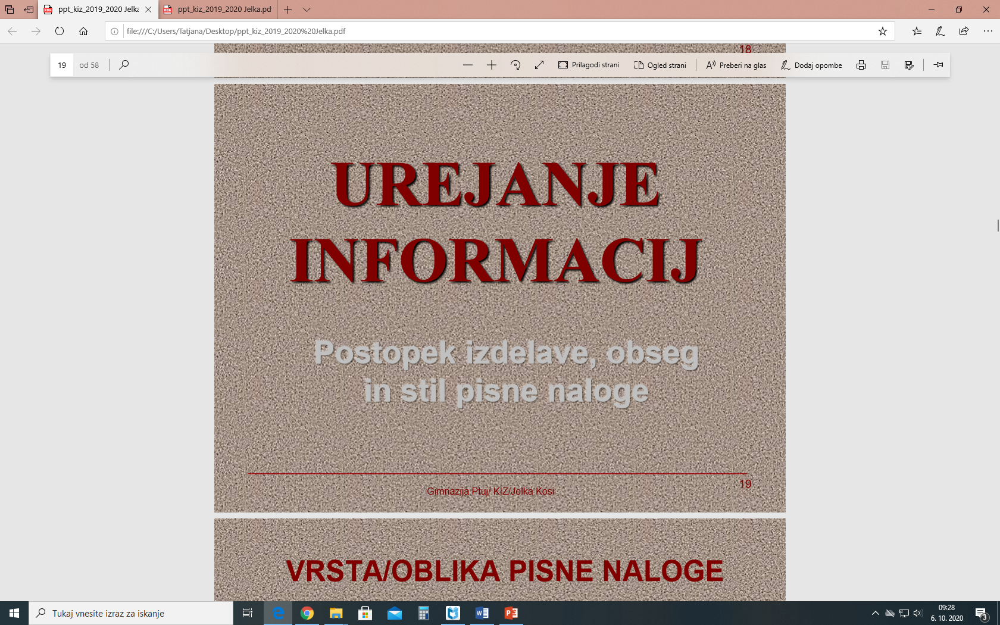 ppt_kiz_2019_2020 Jelka
ppt_kiz_2019_2020 Jelka.pdf
file:///C:/Users/Tatjana/Desktop/ppt_kiz_2019_2020%20Jelka.pdf
18
19 od 58
Prilagodi strani
Ogled strani
Preberi na glas
Dodaj opombe
UREJANJE
INFORMACIJ
Postopek izdelave, obseg
in stil pisne naloge
19
Gimnazija Ptuj/ KIZ/Jelka Kosi
VRSTA/OBLIKA PISNE NALOGE
Tukaj vnesite izraz za iskanje
09:28
6. 10. 2020
3